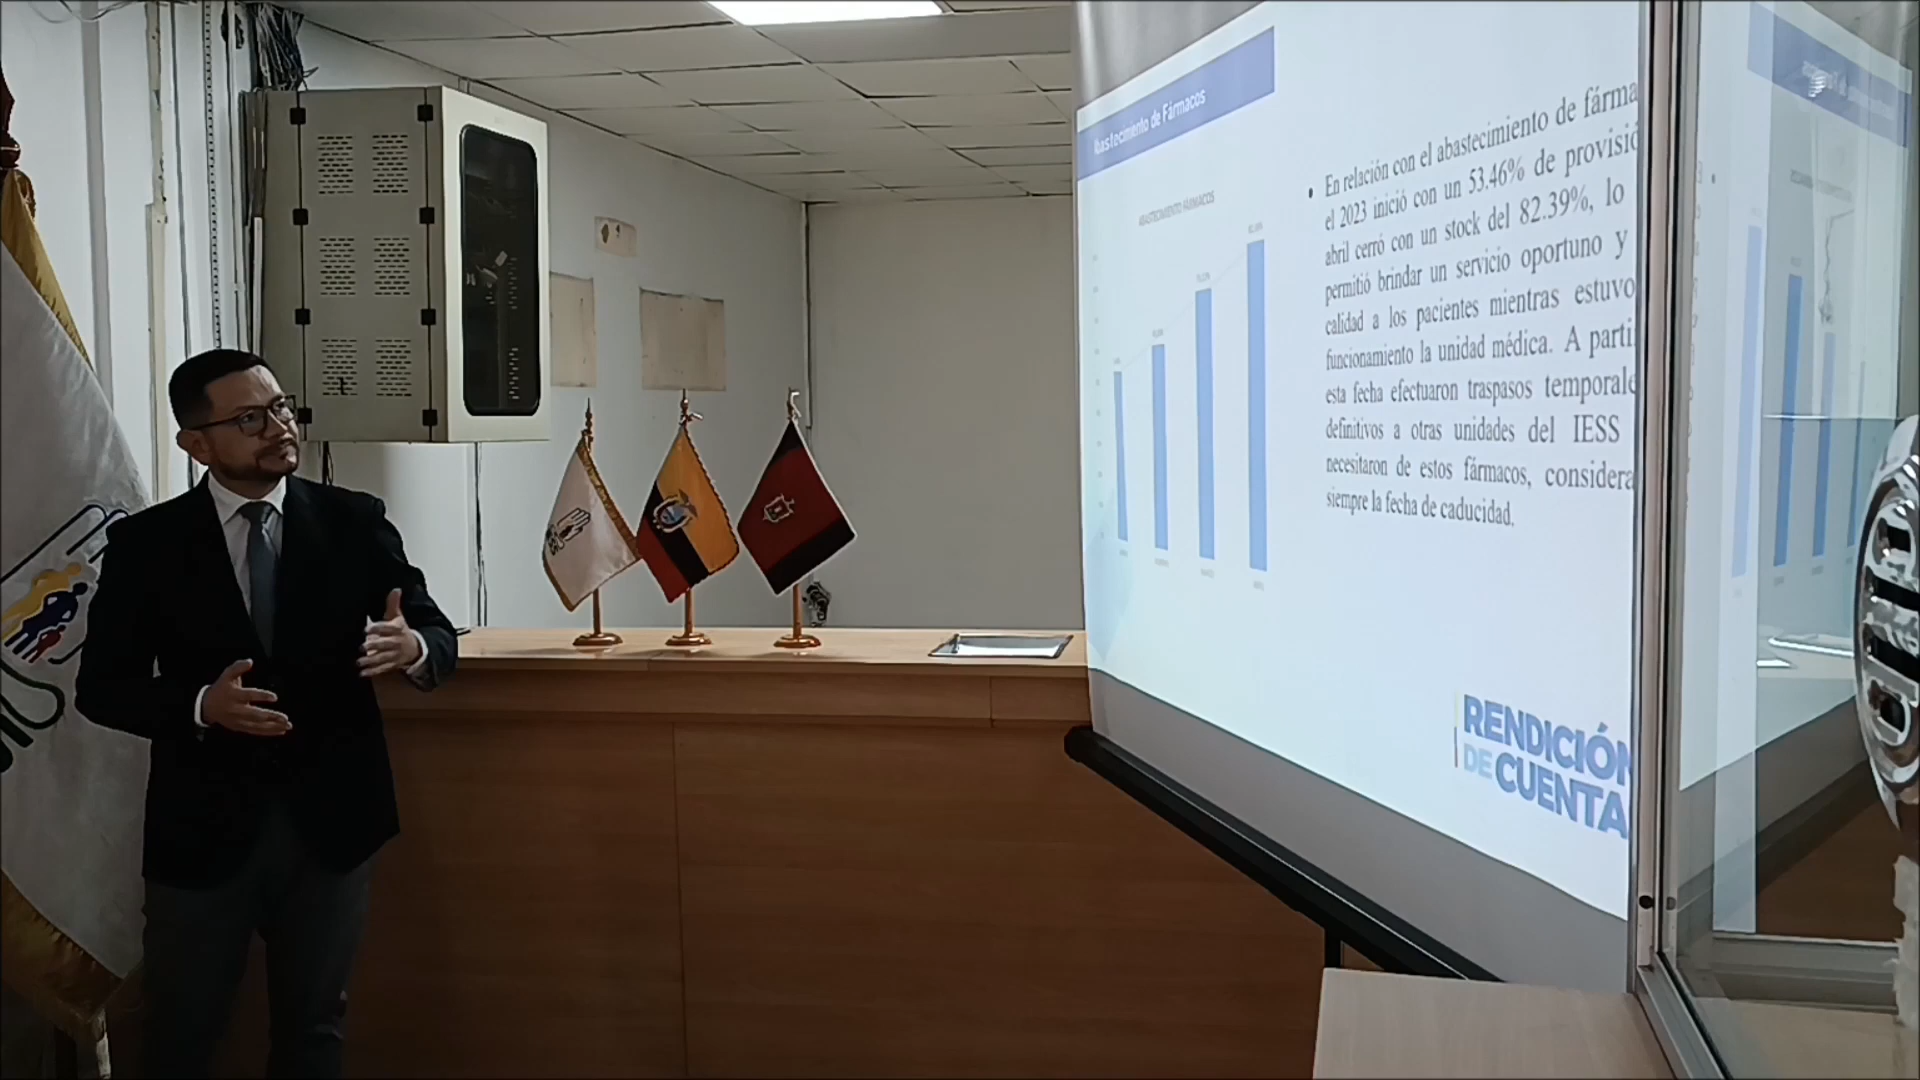 Abastecimiento de Fármacos
ABASTECIMIENTO FÁRMACOS
• En relación con el abastecimiento de fárma
el 2023 inició con un 53.46% de provisió
abril cerró con un stock del 82.39%, lo
permitió brindar un servicio oportuno y
calidad a los pacientes mientras estuvo
funcionamiento la unidad médica. A parti
esta fecha efectuaron traspasos temporale
definitivos a otras unidades del IESS
necesitaron de estos fármacos, considera
siempre la fecha de caducidad.
RENDICIÓN
DE CUENTA